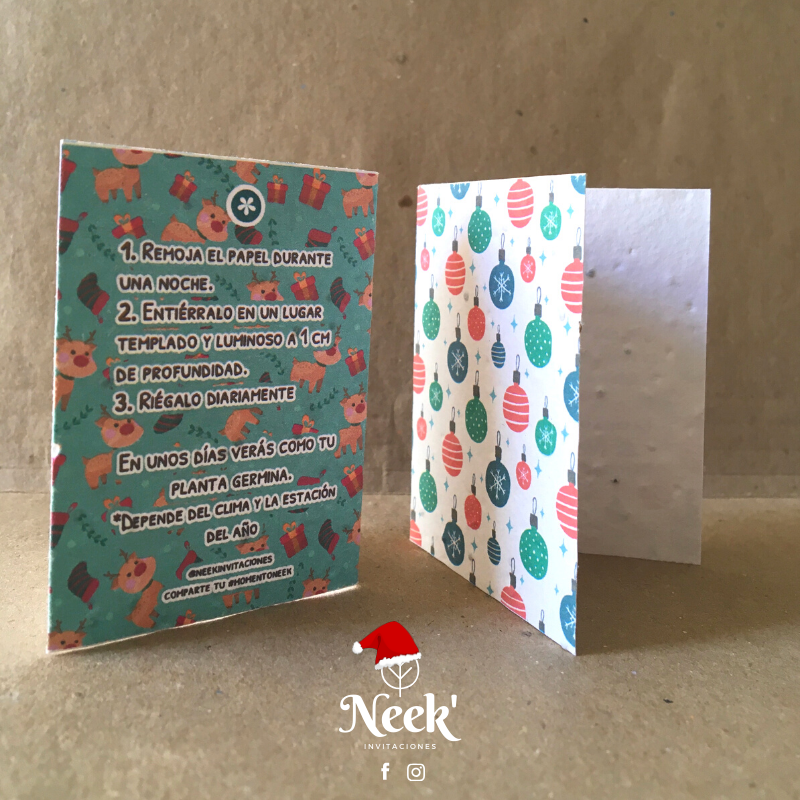 1. Remoja el papel durante
una noche.
2. Entiérralo en un lugar
templado y luminoso a 1 cm
de profundidad.
3. Riégalo diariamente
En unos días verás como tu
planta germina.
*Depende del clima y la estación
del año
@neekinvitaciones
comparte tu #momentoneek
Neek'
INVITACIONES